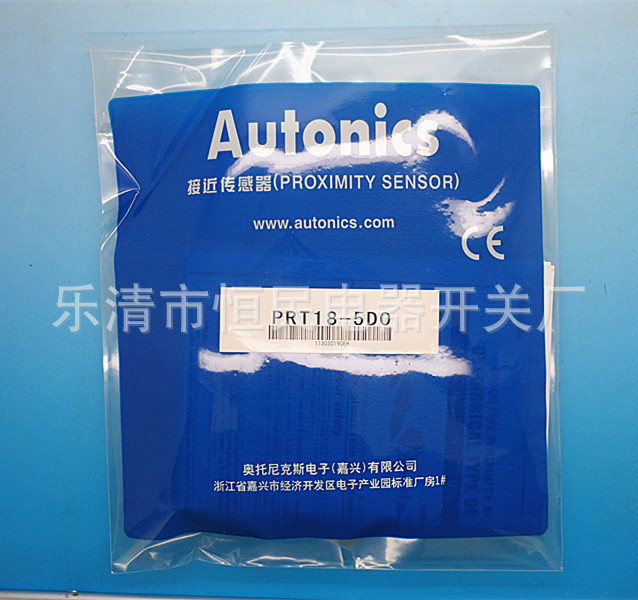 Autonics
接近传感器(PROXIMITY SENSOR)
www.autonics.com
CE
乐清市恒民电器开关厂
PRT18-5DO
奥托尼克斯电子(嘉兴)有限公司
浙江省嘉兴市经济开发区电子产业园标准厂房1#